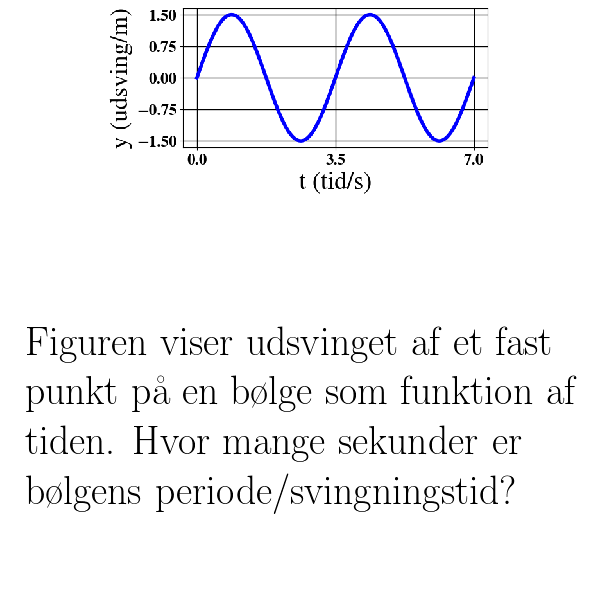 1.50
0.75
0.00
−0.75
−1.50
y (udsving/m)
0.0 3.5 7.0
t (tid/s)
Figuren viser udsvinget af et fast
punkt på en bølge som funktion af
tiden. Hvor mange sekunder er
bølgens periode/svingningstid?